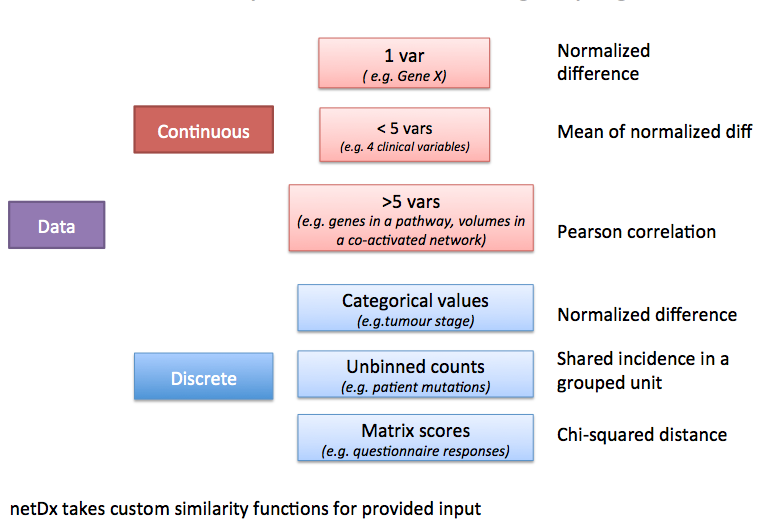 1 var
( e.g. Gene X)
Normalized
difference
Continuous
< 5 vars
(e.g. 4 clinical variables)
Mean of normalized diff
Data
>5 vars
(e.g. genes in a pathway, volumes in
a co-activated network)
Pearson correlation
Categorical values
(e.g.tumour stage)
Normalized difference
Discrete
Unbinned counts
(e.g. patient mutations)
Shared incidence in a
grouped unit
Matrix scores
(e.g. questionnaire responses)
Chi-squared distance
netDx takes custom similarity functions for provided input